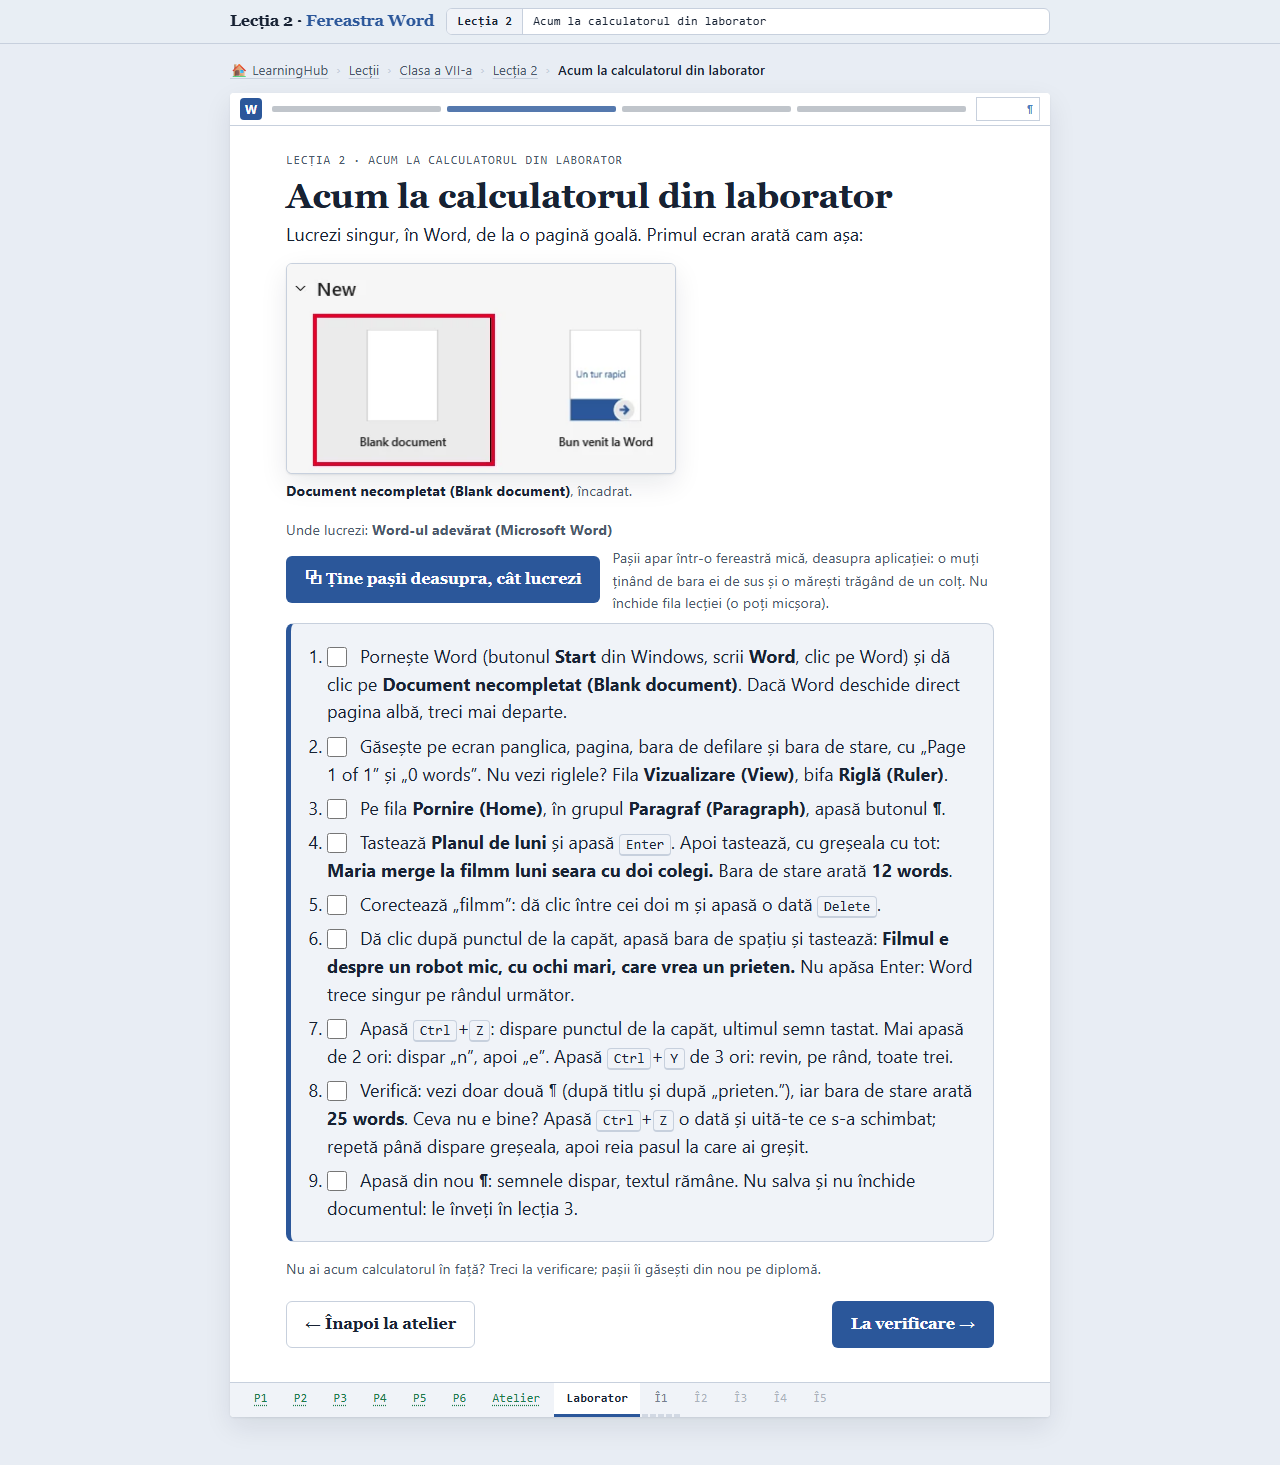 Lecția 2 · Fereastra Word
Lecția 2
Acum la calculatorul din laborator
LearningHub › Lecții › Clasa a VII-a › Lecția 2 › Acum la calculatorul din laborator
W
¶
LECȚIA 2 · ACUM LA CALCULATORUL DIN LABORATOR
Acum la calculatorul din laborator
Lucrezi singur, în Word, de la o pagină goală. Primul ecran arată cam așa:
New
Un tur rapid
Blank document
Bun venit la Word
Document necompletat (Blank document), încadrat.
Unde lucrezi: Word-ul adevărat (Microsoft Word)
Ține pașii deasupra, cât lucrezi
Pașii apar într-o fereastră mică, deasupra aplicației: o muți
ținând de bara ei de sus și o mărești trăgând de un colț. Nu
închide fila lecției (o poți micșora).
1. Pornește Word (butonul Start din Windows, scrii Word, clic pe Word) și dă
clic pe Document necompletat (Blank document). Dacă Word deschide direct
pagina albă, treci mai departe.
2. Găsește pe ecran panglica, pagina, bara de defilare și bara de stare, cu „Page
1 of 1” și „0 words”. Nu vezi riglele? Fila Vizualizare (View), bifa Riglă (Ruler).
3. Pe fila Pornire (Home), în grupul Paragraf (Paragraph), apasă butonul ¶.
4. Tastează Planul de luni și apasă Enter. Apoi tastează, cu greșeala cu tot:
Maria merge la filmm luni seara cu doi colegi. Bara de stare arată 12 words.
5. Corectează „filmm”: dă clic între cei doi m și apasă o dată Delete.
6. Dă clic după punctul de la capăt, apasă bara de spațiu și tastează: Filmul e
despre un robot mic, cu ochi mari, care vrea un prieten. Nu apăsa Enter: Word
trece singur pe rândul următor.
7. Apasă Ctrl+Z: dispare punctul de la capăt, ultimul semn tastat. Mai apasă
de 2 ori: dispar „n”, apoi „e”. Apasă Ctrl+Y de 3 ori: revin, pe rând, toate trei.
8. Verifică: vezi doar două ¶ (după titlu și după „prieten.”), iar bara de stare arată
25 words. Ceva nu e bine? Apasă Ctrl+Z o dată și uită-te ce s-a schimbat;
repetă până dispare greșeala, apoi reia pasul la care ai greșit.
9. Apasă din nou ¶: semnele dispar, textul rămâne. Nu salva și nu închide
documentul: le înveți în lecția 3.
Nu ai acum calculatorul în față? Treci la verificare; pașii îi găsești din nou pe diplomă.
← Înapoi la atelier
La verificare →
P1 P2 P3 P4 P5 P6 Atelier Laborator Î1 Î2 Î3 Î4 Î5